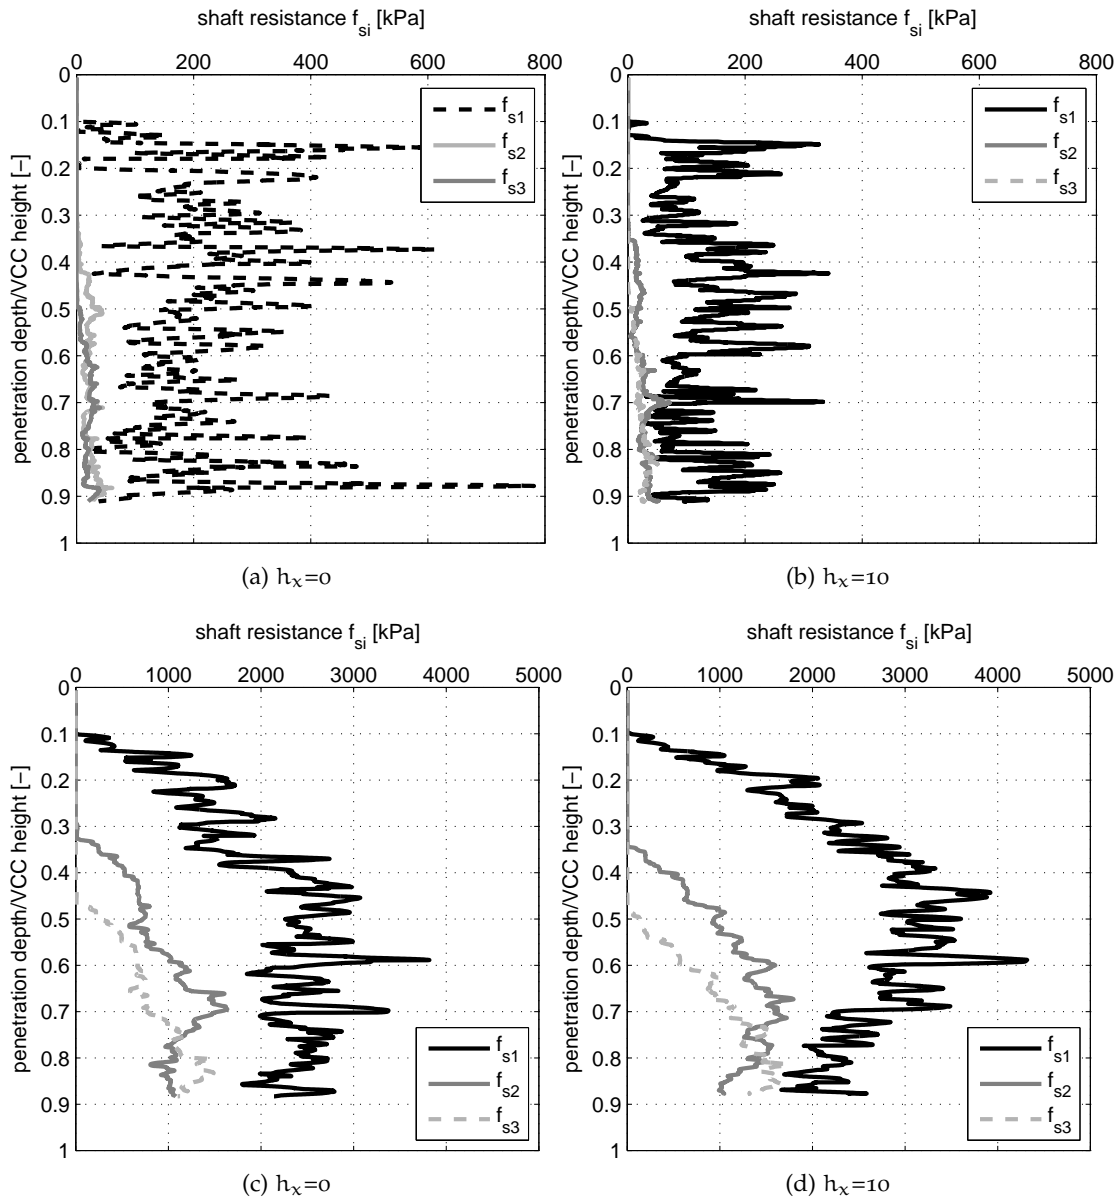 shaft resistance f_si [kPa]
0 200 400 600 800
penetration depth/VCC height [–]
0
0.1
0.2
0.3
0.4
0.5
0.6
0.7
0.8
0.9
1
f_s1
f_s2
f_s3
(a) h_x=0
shaft resistance f_si [kPa]
0 200 400 600 800
penetration depth/VCC height [–]
0
0.1
0.2
0.3
0.4
0.5
0.6
0.7
0.8
0.9
1
f_s1
f_s2
f_s3
(b) h_x=10
shaft resistance f_si [kPa]
0 1000 2000 3000 4000 5000
penetration depth/VCC height [–]
0
0.1
0.2
0.3
0.4
0.5
0.6
0.7
0.8
0.9
1
f_s1
f_s2
f_s3
(c) h_x=0
shaft resistance f_si [kPa]
0 1000 2000 3000 4000 5000
penetration depth/VCC height [–]
0
0.1
0.2
0.3
0.4
0.5
0.6
0.7
0.8
0.9
1
f_s1
f_s2
f_s3
(d) h_x=10